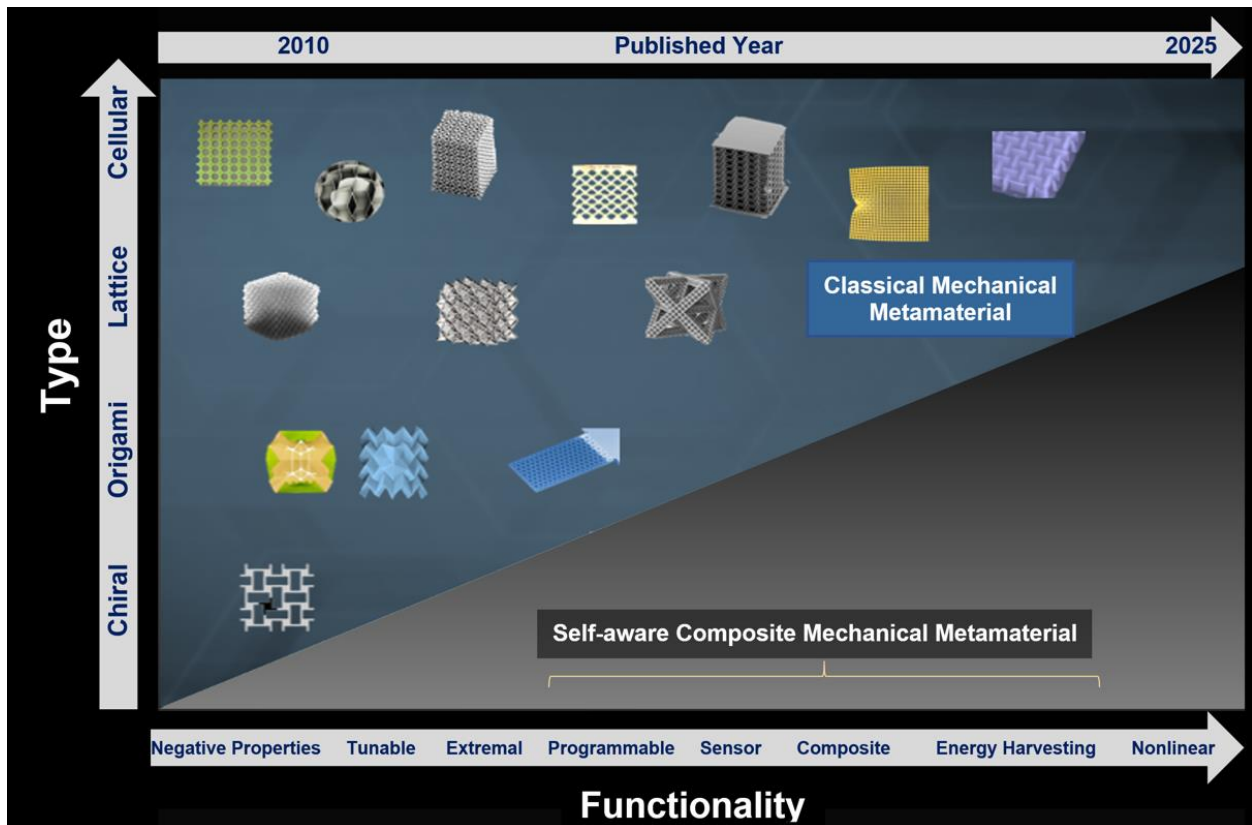 2010 Published Year 2025
Cellular
Lattice
Origami
Chiral
Type
Classical Mechanical
Metamaterial
Self-aware Composite Mechanical Metamaterial
Negative Properties Tunable Extremal Programmable Sensor Composite Energy Harvesting Nonlinear
Functionality